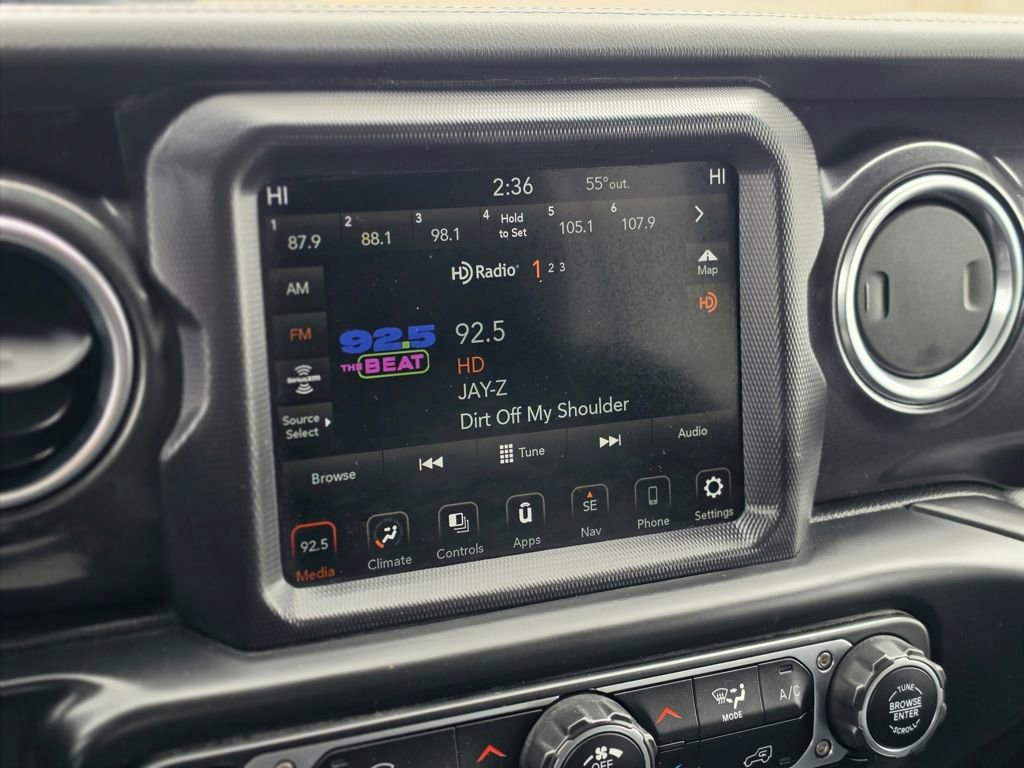 HI 2:36 55°out. HI
1 87.9 2 88.1 3 98.1 4 Hold to Set 5 105.1 6 107.9
HD Radio 1 2 3
Map
AM
HD
FM
92.5
THE BEAT
92.5
HD
SiriusXM
JAY-Z
Source
Select
Dirt Off My Shoulder
Browse
Tune
Audio
92.5
Media
Climate
Controls
Apps
SE
Nav
Phone
Settings
MODE
A/C
OFF
TUNE
BROWSE
ENTER
SCROLL